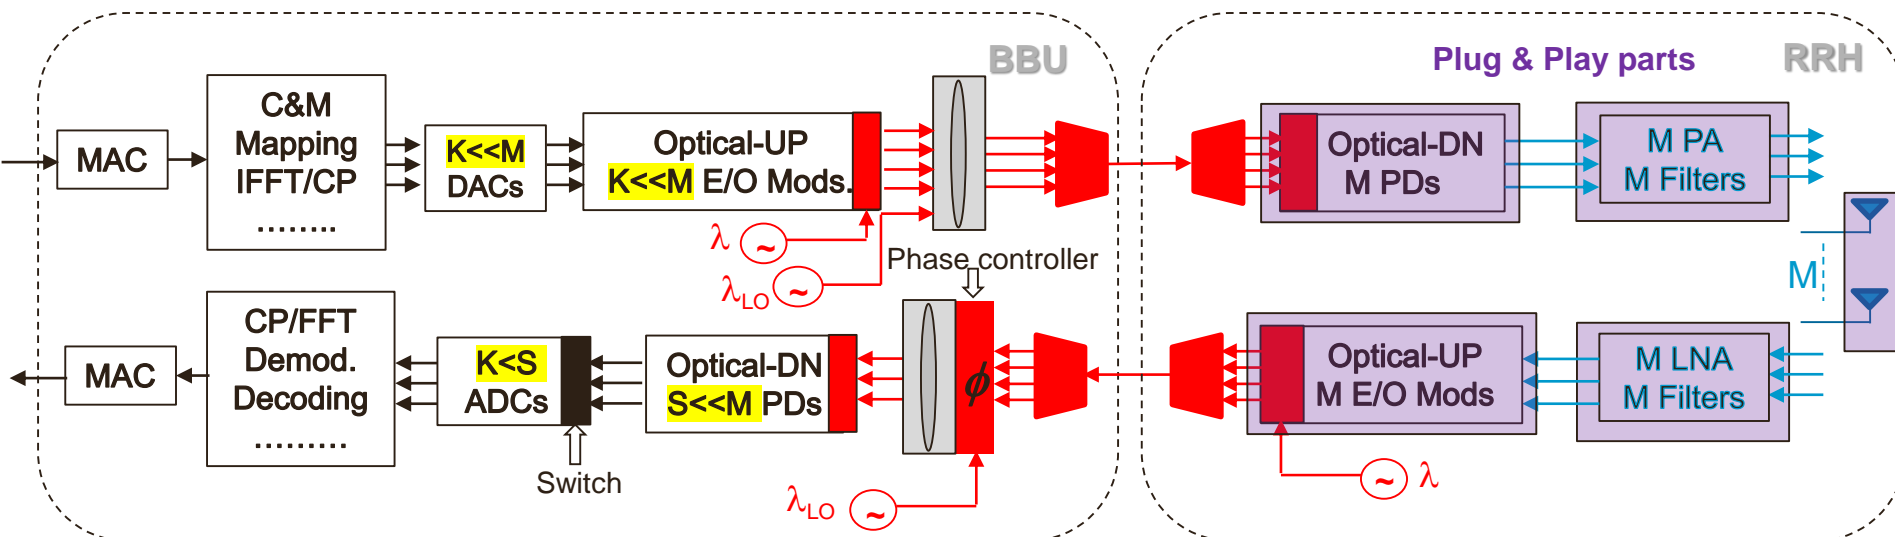 BBU
Plug & Play parts
RRH
MAC
C&M
Mapping
IFFT/CP
........
K<<M
DACs
Optical-UP
K<<M E/O Mods.
λ
~
λLO
~
Phase controller
Optical-DN
M PDs
M PA
M Filters
M
MAC
CP/FFT
Demod.
Decoding
.........
K<S
ADCs
Switch
Optical-DN
S<<M PDs
ϕ
λLO
~
Optical-UP
M E/O Mods
~
λ
M LNA
M Filters